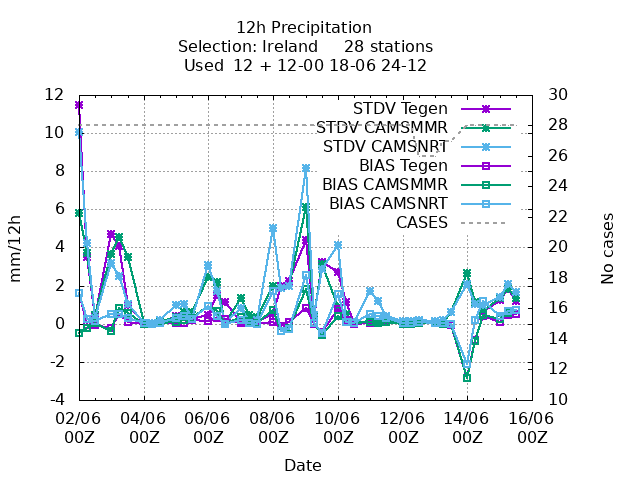 12h Precipitation
Selection: Ireland 28 stations
Used 12 + 12-00 18-06 24-12
mm/12h
12
10
8
6
4
2
0
-2
-4
30
28
26
24
22
20
18
16
14
12
10
No cases
STDV Tegen
STDV CAMSMMR
STDV CAMSNRT
BIAS Tegen
BIAS CAMSMMR
BIAS CAMSNRT
CASES
02/06 04/06 06/06 08/06 10/06 12/06 14/06 16/06
00Z 00Z 00Z 00Z 00Z 00Z 00Z 00Z
Date